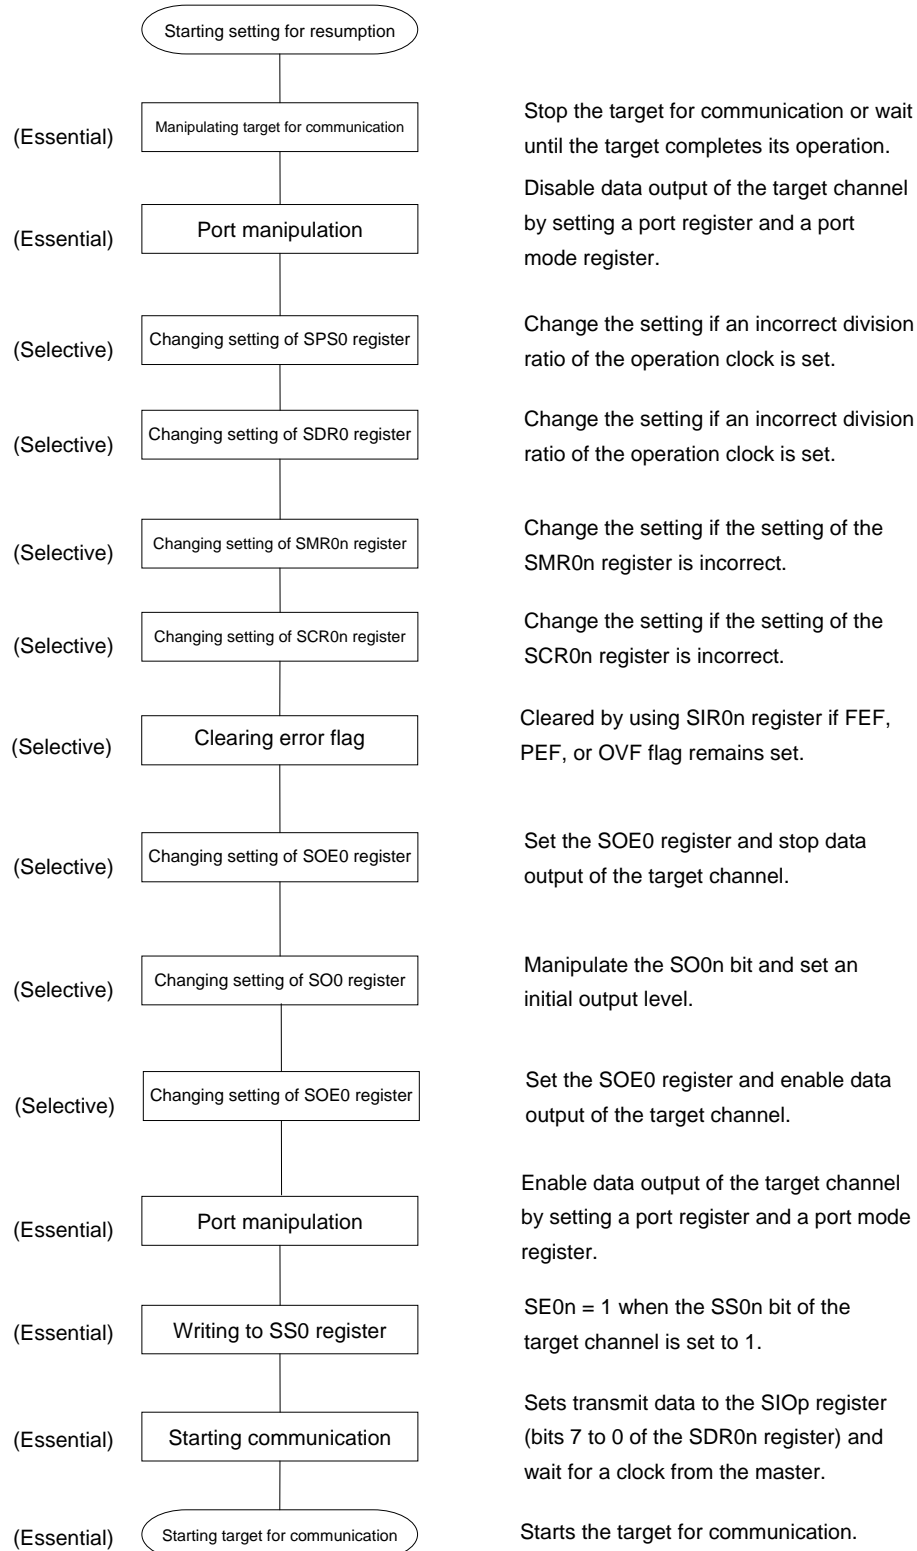 Starting setting for resumption
(Essential)
Manipulating target for communication
Stop the target for communication or wait
until the target completes its operation.
(Essential)
Port manipulation
Disable data output of the target channel
by setting a port register and a port
mode register.
(Selective)
Changing setting of SPS0 register
Change the setting if an incorrect division
ratio of the operation clock is set.
(Selective)
Changing setting of SDR0 register
Change the setting if an incorrect division
ratio of the operation clock is set.
(Selective)
Changing setting of SMR0n register
Change the setting if the setting of the
SMR0n register is incorrect.
(Selective)
Changing setting of SCR0n register
Change the setting if the setting of the
SCR0n register is incorrect.
(Selective)
Clearing error flag
Cleared by using SIR0n register if FEF,
PEF, or OVF flag remains set.
(Selective)
Changing setting of SOE0 register
Set the SOE0 register and stop data
output of the target channel.
(Selective)
Changing setting of SO0 register
Manipulate the SO0n bit and set an
initial output level.
(Selective)
Changing setting of SOE0 register
Set the SOE0 register and enable data
output of the target channel.
(Essential)
Port manipulation
Enable data output of the target channel
by setting a port register and a port mode
register.
(Essential)
Writing to SS0 register
SE0n = 1 when the SS0n bit of the
target channel is set to 1.
(Essential)
Starting communication
Sets transmit data to the SIOp register
(bits 7 to 0 of the SDR0n register) and
wait for a clock from the master.
(Essential)
Starting target for communication
Starts the target for communication.